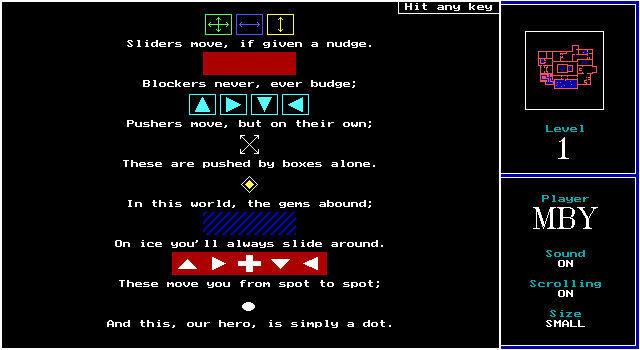 Hit any key
Sliders move, if given a nudge.
Blockers never, ever budge;
Pushers move, but on their own;
These are pushed by boxes alone.
In this world, the gems abound;
On ice you'll always slide around.
These move you from spot to spot;
And this, our hero, is simply a dot.
Level
1
Player
MBY
Sound
ON
Scrolling
ON
Size
SMALL